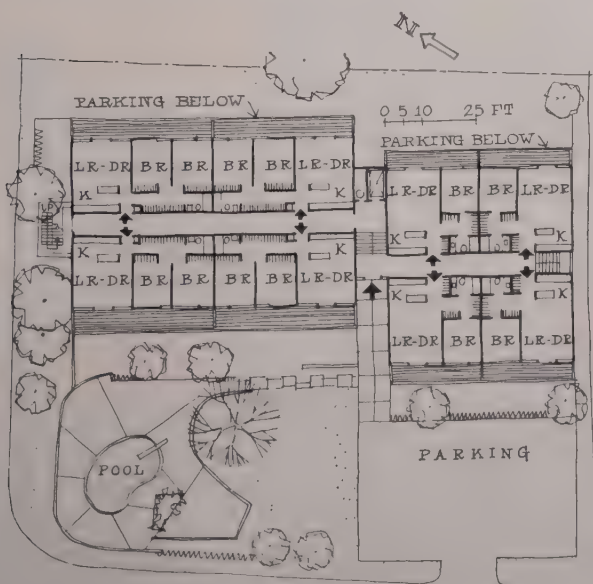 N
PARKING BELOW
0 5 10 25 FT
PARKING BELOW
LR-DR BR BR BR BR LR-DR
LR-DR BR BR LR-DR
K K
K K
K K
K K
LR-DR BR BR BR BR LR-DR
LR-DR BR BR LR-DR
POOL
PARKING